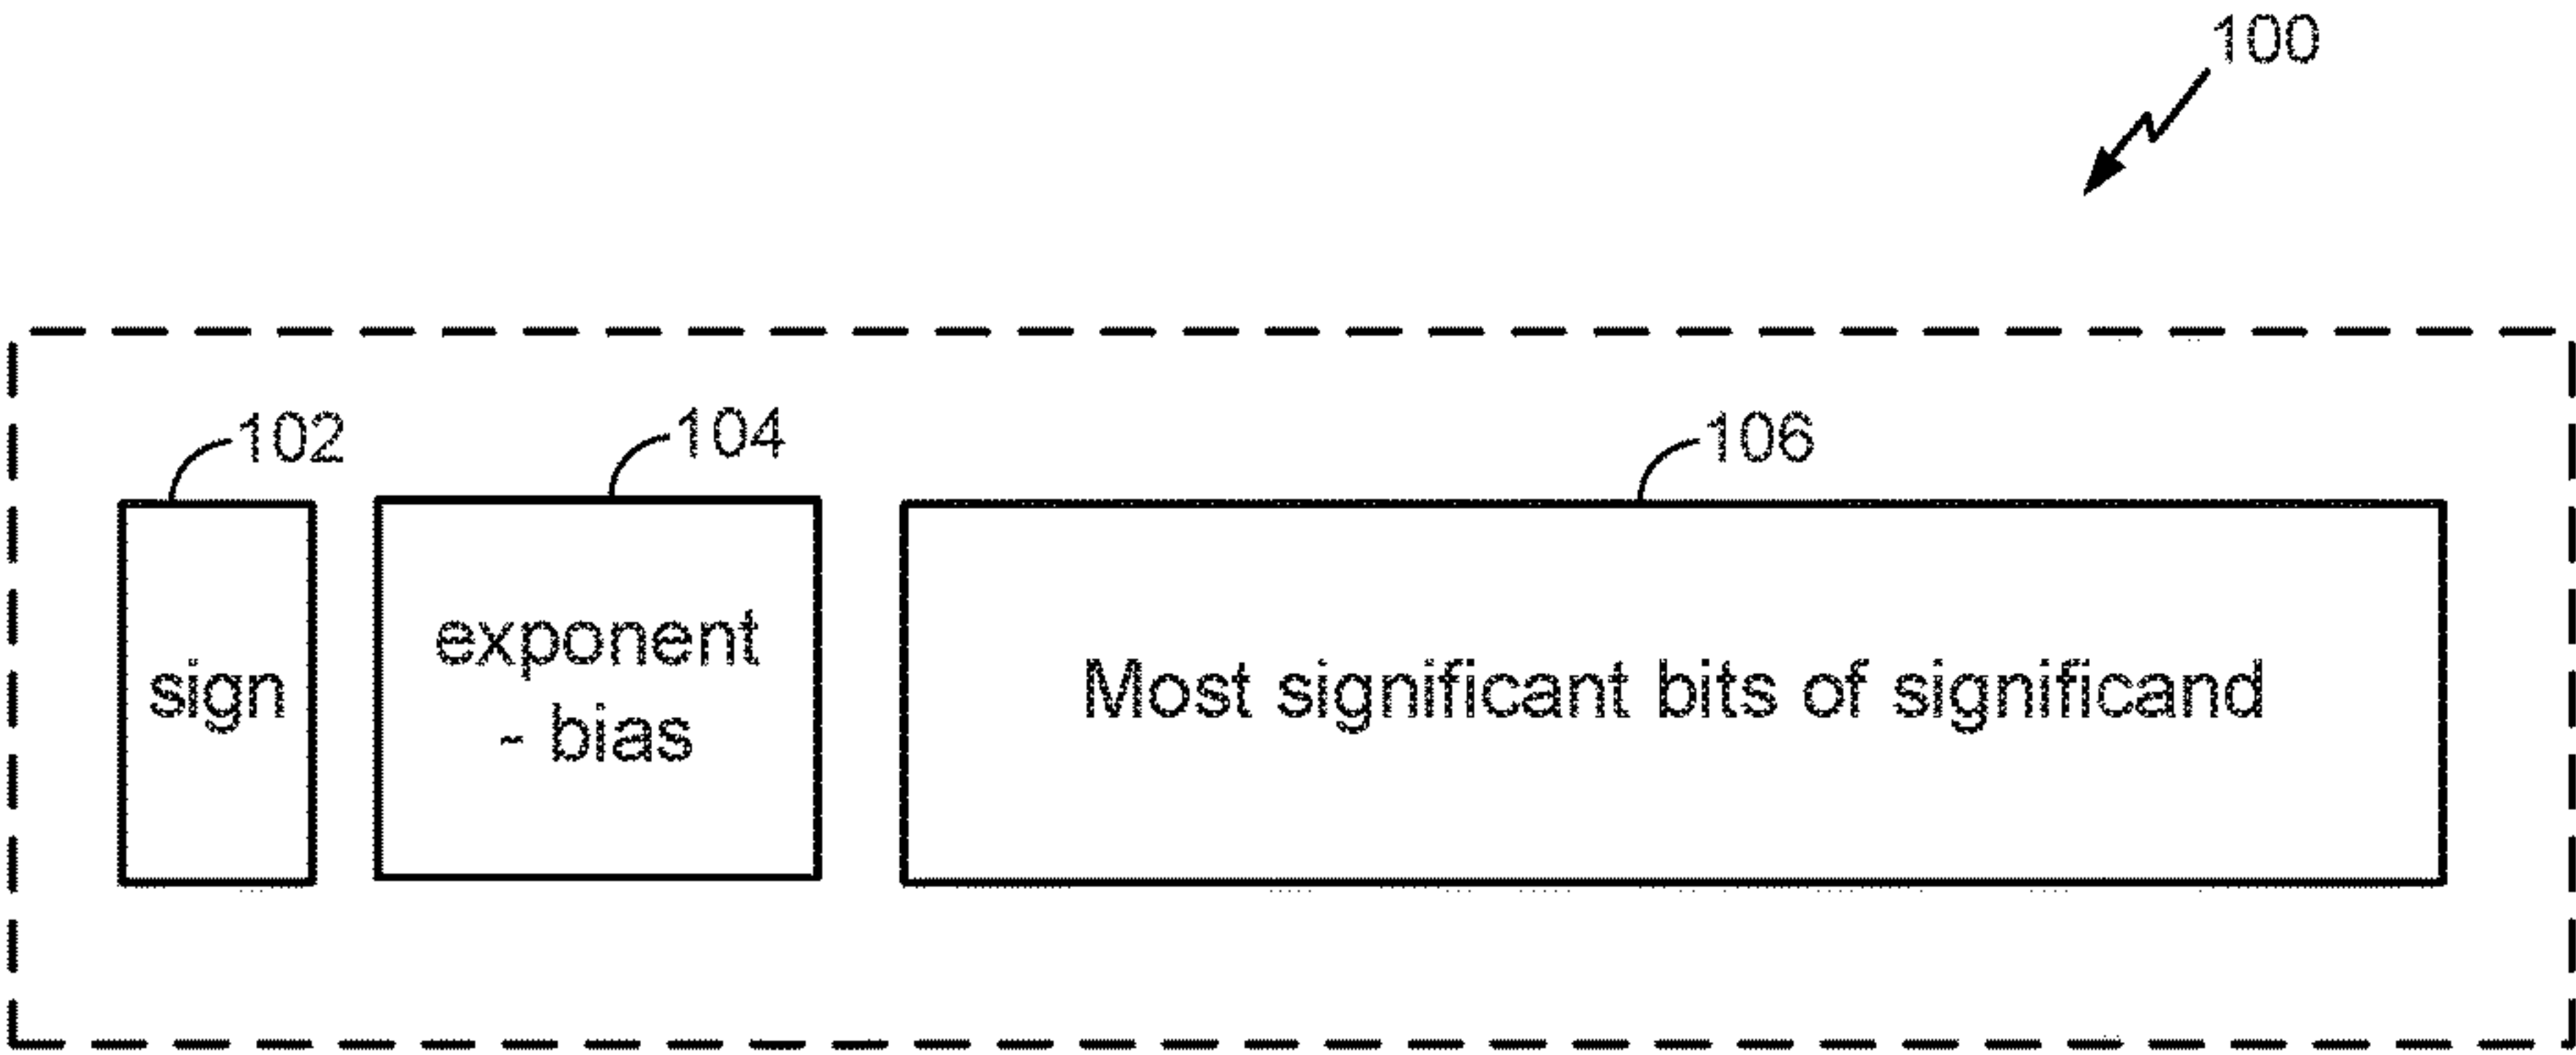 100
102
104
106
sign
exponent
- bias
Most significant bits of significand